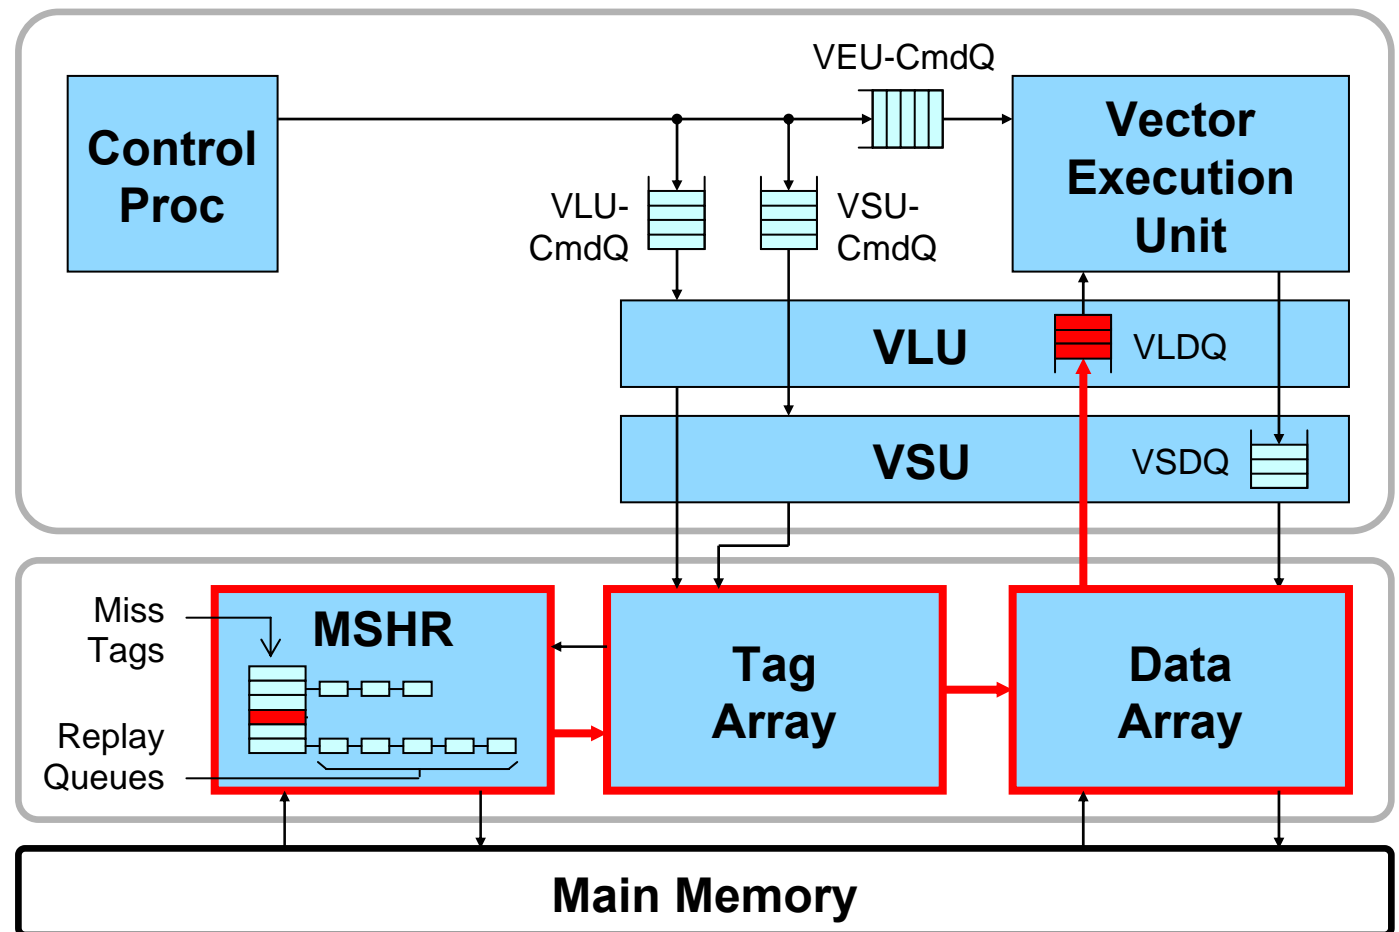 VEU-CmdQ
Control
Proc
Vector
Execution
Unit
VLU-
CmdQ
VSU-
CmdQ
VLU
VLDQ
VSU
VSDQ
Miss
Tags
MSHR
Replay
Queues
Tag
Array
Data
Array
Main Memory